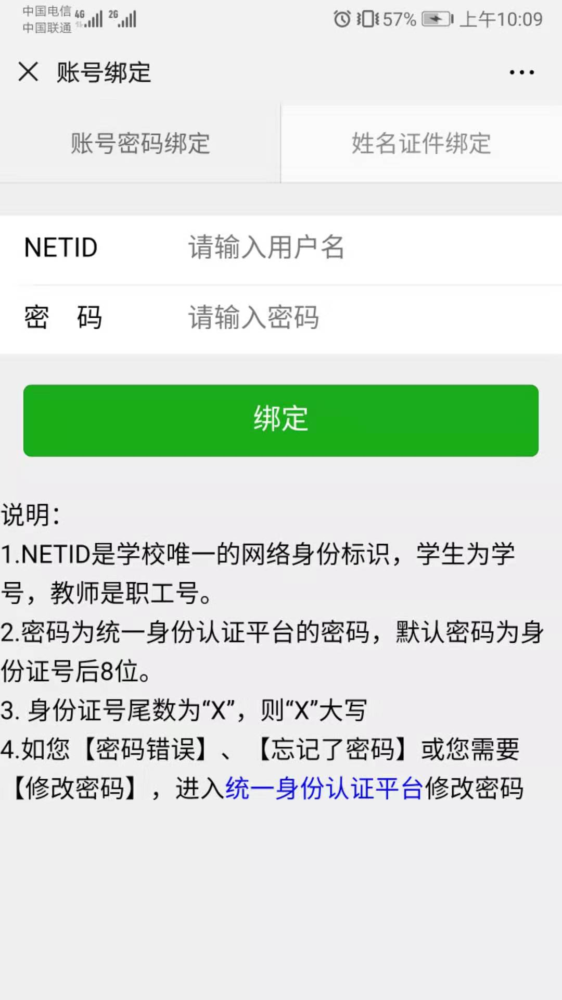 中国电信 4G 2G
中国联通
57% 上午10:09
账号绑定
账号密码绑定 姓名证件绑定
NETID 请输入用户名
密 码 请输入密码
绑定
说明：
1.NETID是学校唯一的网络身份标识，学生为学
号，教师是职工号。
2.密码为统一身份认证平台的密码，默认密码为身
份证号后8位。
3. 身份证号尾数为“X”，则“X”大写
4.如您【密码错误】、【忘记了密码】或您需要
【修改密码】，进入统一身份认证平台修改密码